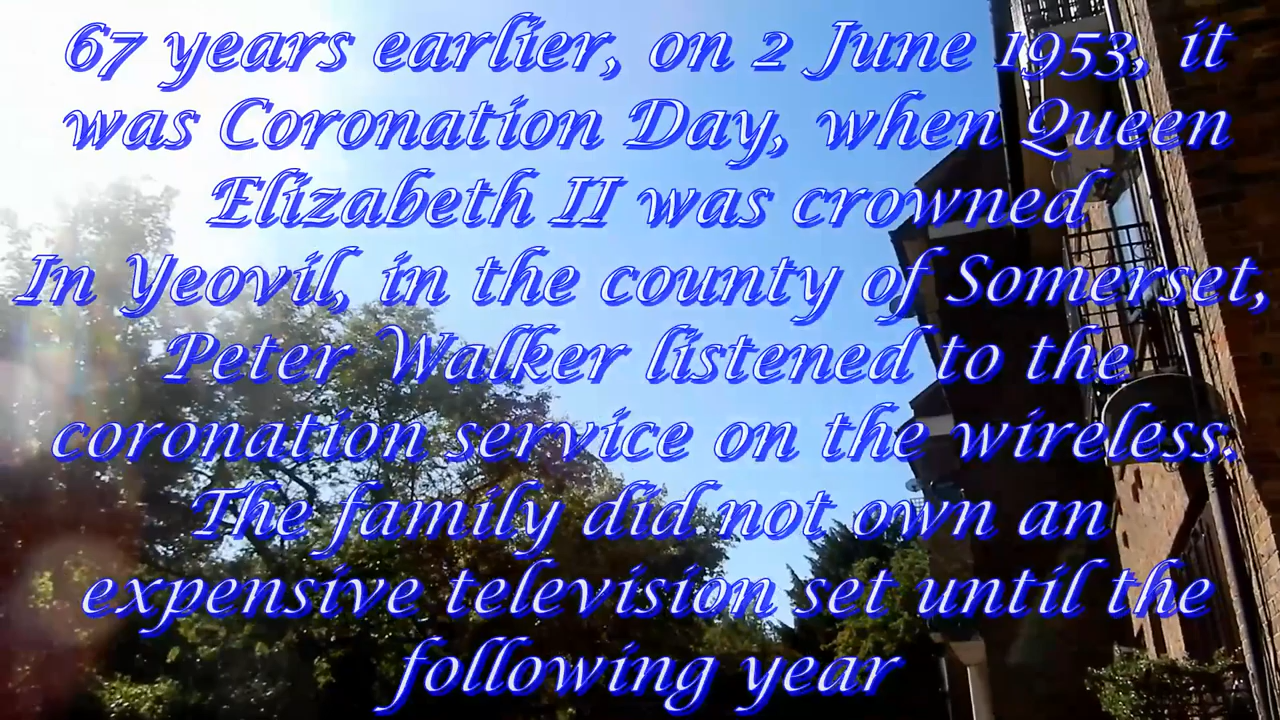 67 years earlier, on 2 June 1953, it
was Coronation Day, when Queen
Elizabeth II was crowned
In Yeovil, in the county of Somerset,
Peter Walker listened to the
coronation service on the wireless.
The family did not own an
expensive television set until the
following year